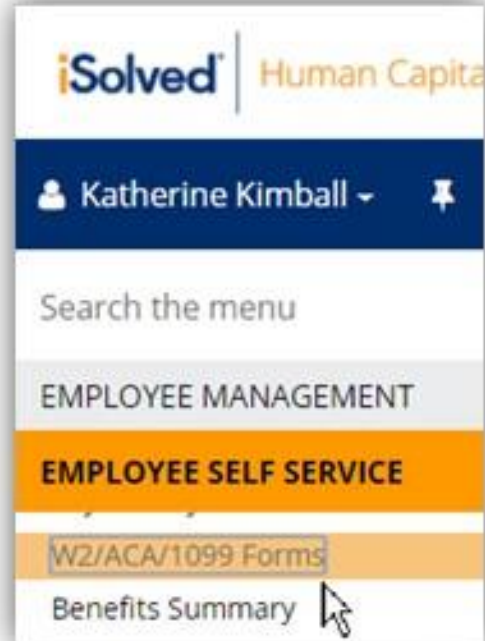 iSolved Human Capita
Katherine Kimball
Search the menu
EMPLOYEE MANAGEMENT
EMPLOYEE SELF SERVICE
W2/ACA/1099 Forms
Benefits Summary